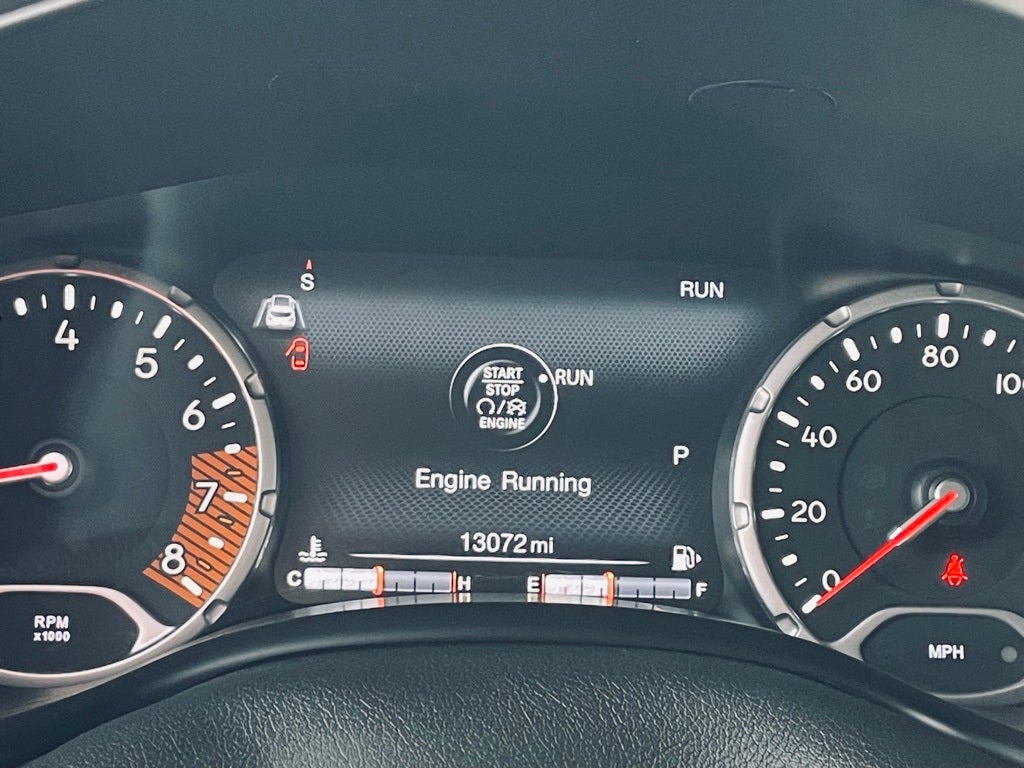 S
RUN
4
5
6
7
8
RPM
x1000
START
STOP
ENGINE
RUN
P
Engine Running
13072 mi
C
H
E
F
0
20
40
60
80
MPH